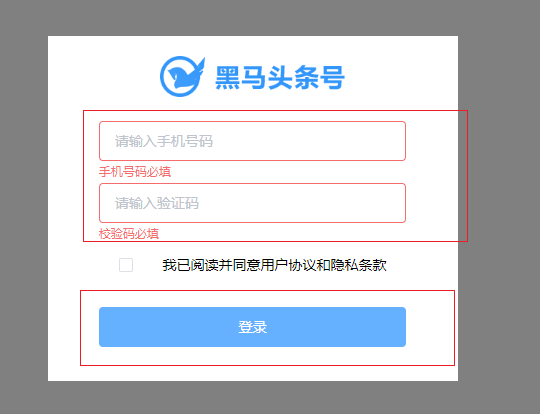 黑马头条号
请输入手机号码
手机号码必填
请输入验证码
校验码必填
我已阅读并同意用户协议和隐私条款
登录